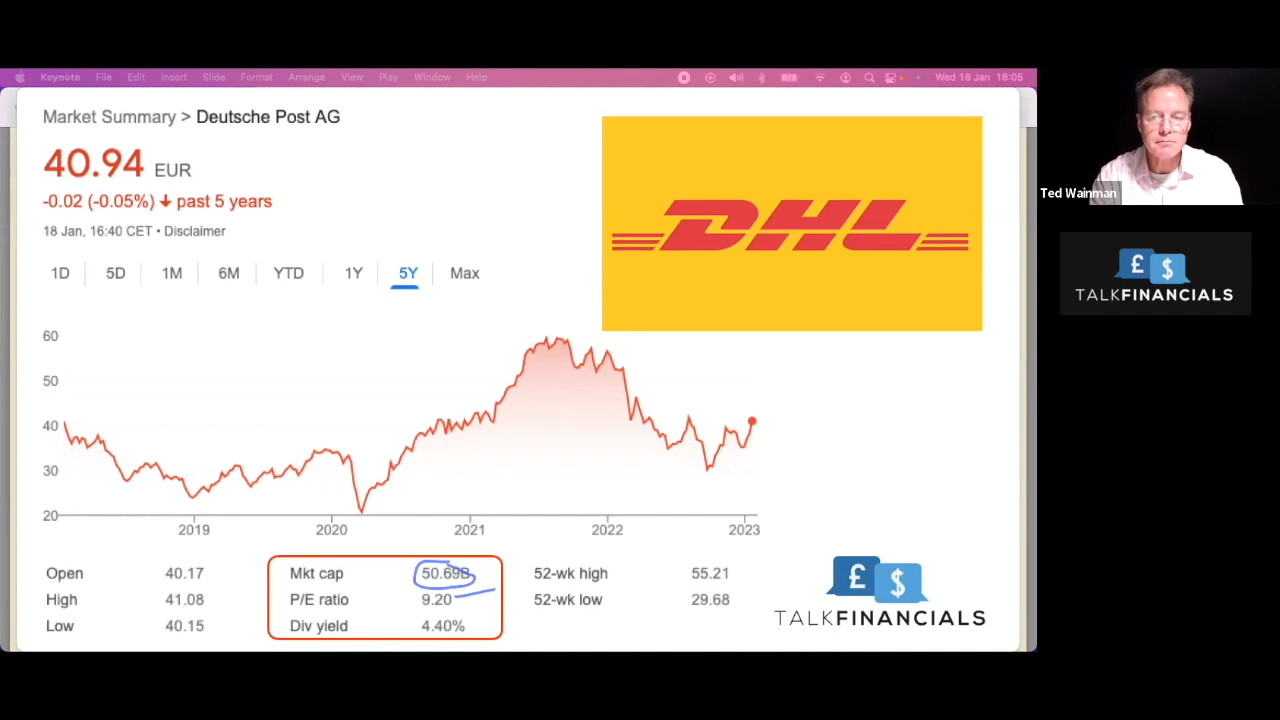 Keynote File Edit Insert Slide Format Arrange View Play Window Help Wed 18 Jan 18:05
Market Summary > Deutsche Post AG
40.94 EUR
-0.02 (-0.05%) ↓ past 5 years
18 Jan, 16:40 CET • Disclaimer
1D 5D 1M 6M YTD 1Y 5Y Max
DHL
60
50
40
30
20
2019 2020 2021 2022 2023
Open 40.17 Mkt cap 50.69B 52-wk high 55.21
High 41.08 P/E ratio 9.20 52-wk low 29.68
Low 40.15 Div yield 4.40%
£ $
TALKFINANCIALS
Ted Wainman
£ $
TALKFINANCIALS